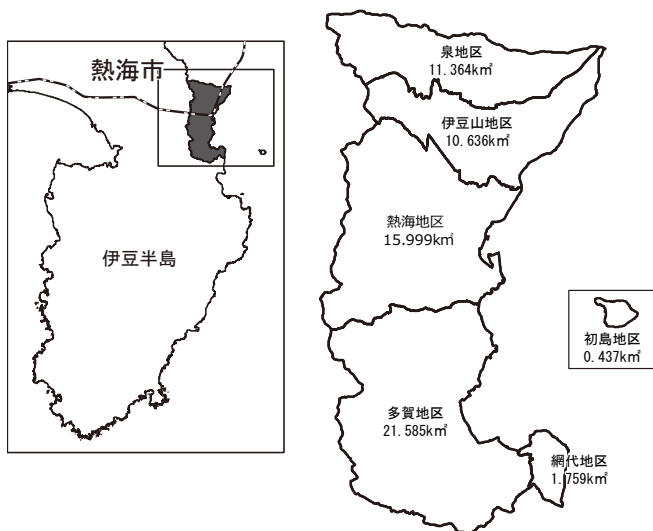 熱海市
伊豆半島
泉地区
11.364k㎡
伊豆山地区
10.636k㎡
熱海地区
15.999k㎡
初島地区
0.437k㎡
多賀地区
21.585k㎡
網代地区
1.759k㎡